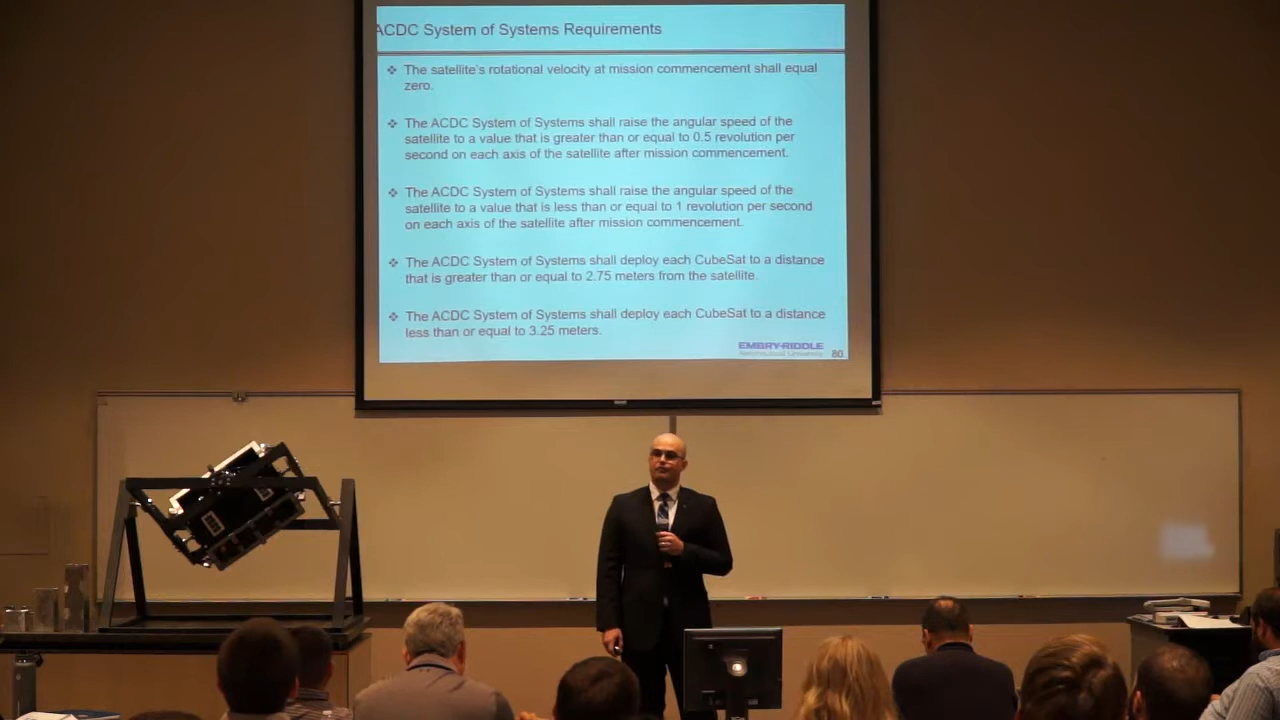 ACDC System of Systems Requirements
❖ The satellite's rotational velocity at mission commencement shall equal
zero.
❖ The ACDC System of Systems shall raise the angular speed of the
satellite to a value that is greater than or equal to 0.5 revolution per
second on each axis of the satellite after mission commencement.
❖ The ACDC System of Systems shall raise the angular speed of the
satellite to a value that is less than or equal to 1 revolution per second
on each axis of the satellite after mission commencement.
❖ The ACDC System of Systems shall deploy each CubeSat to a distance
that is greater than or equal to 2.75 meters from the satellite.
❖ The ACDC System of Systems shall deploy each CubeSat to a distance
less than or equal to 3.25 meters.
EMBRY-RIDDLE
Aeronautical University
80